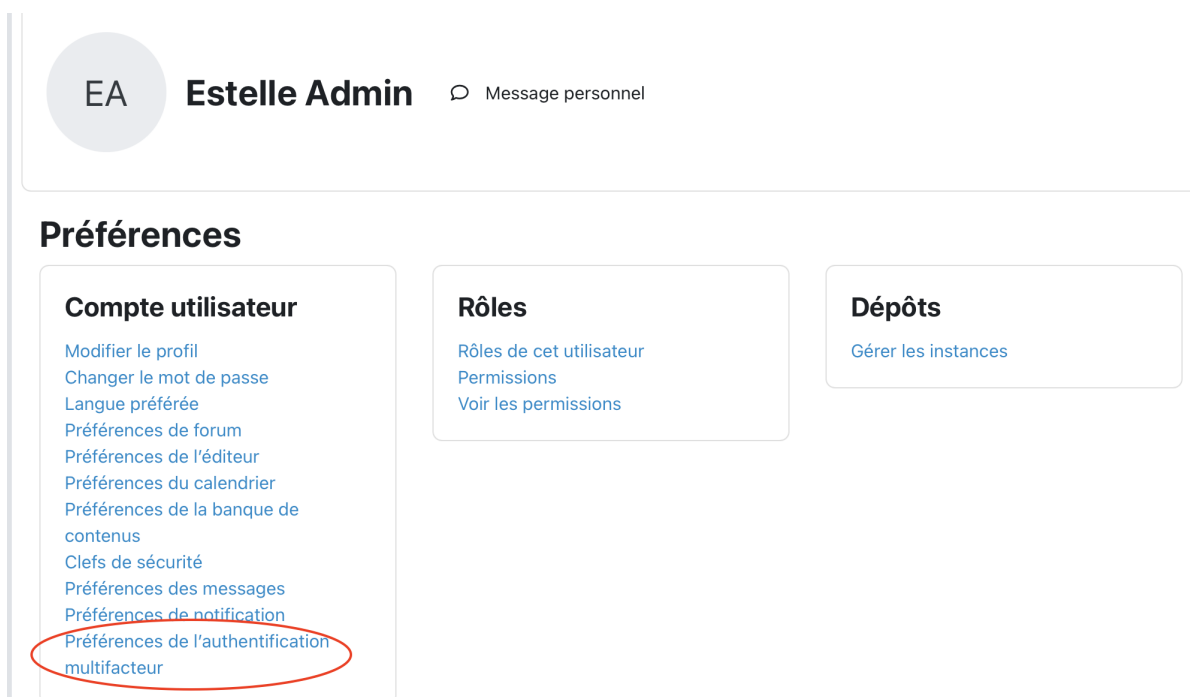 EA
Estelle Admin
Message personnel
Préférences
Compte utilisateur
Modifier le profil
Changer le mot de passe
Langue préférée
Préférences de forum
Préférences de l'éditeur
Préférences du calendrier
Préférences de la banque de
contenus
Clefs de sécurité
Préférences des messages
Préférences de notification
Préférences de l'authentification
multifacteur
Rôles
Rôles de cet utilisateur
Permissions
Voir les permissions
Dépôts
Gérer les instances